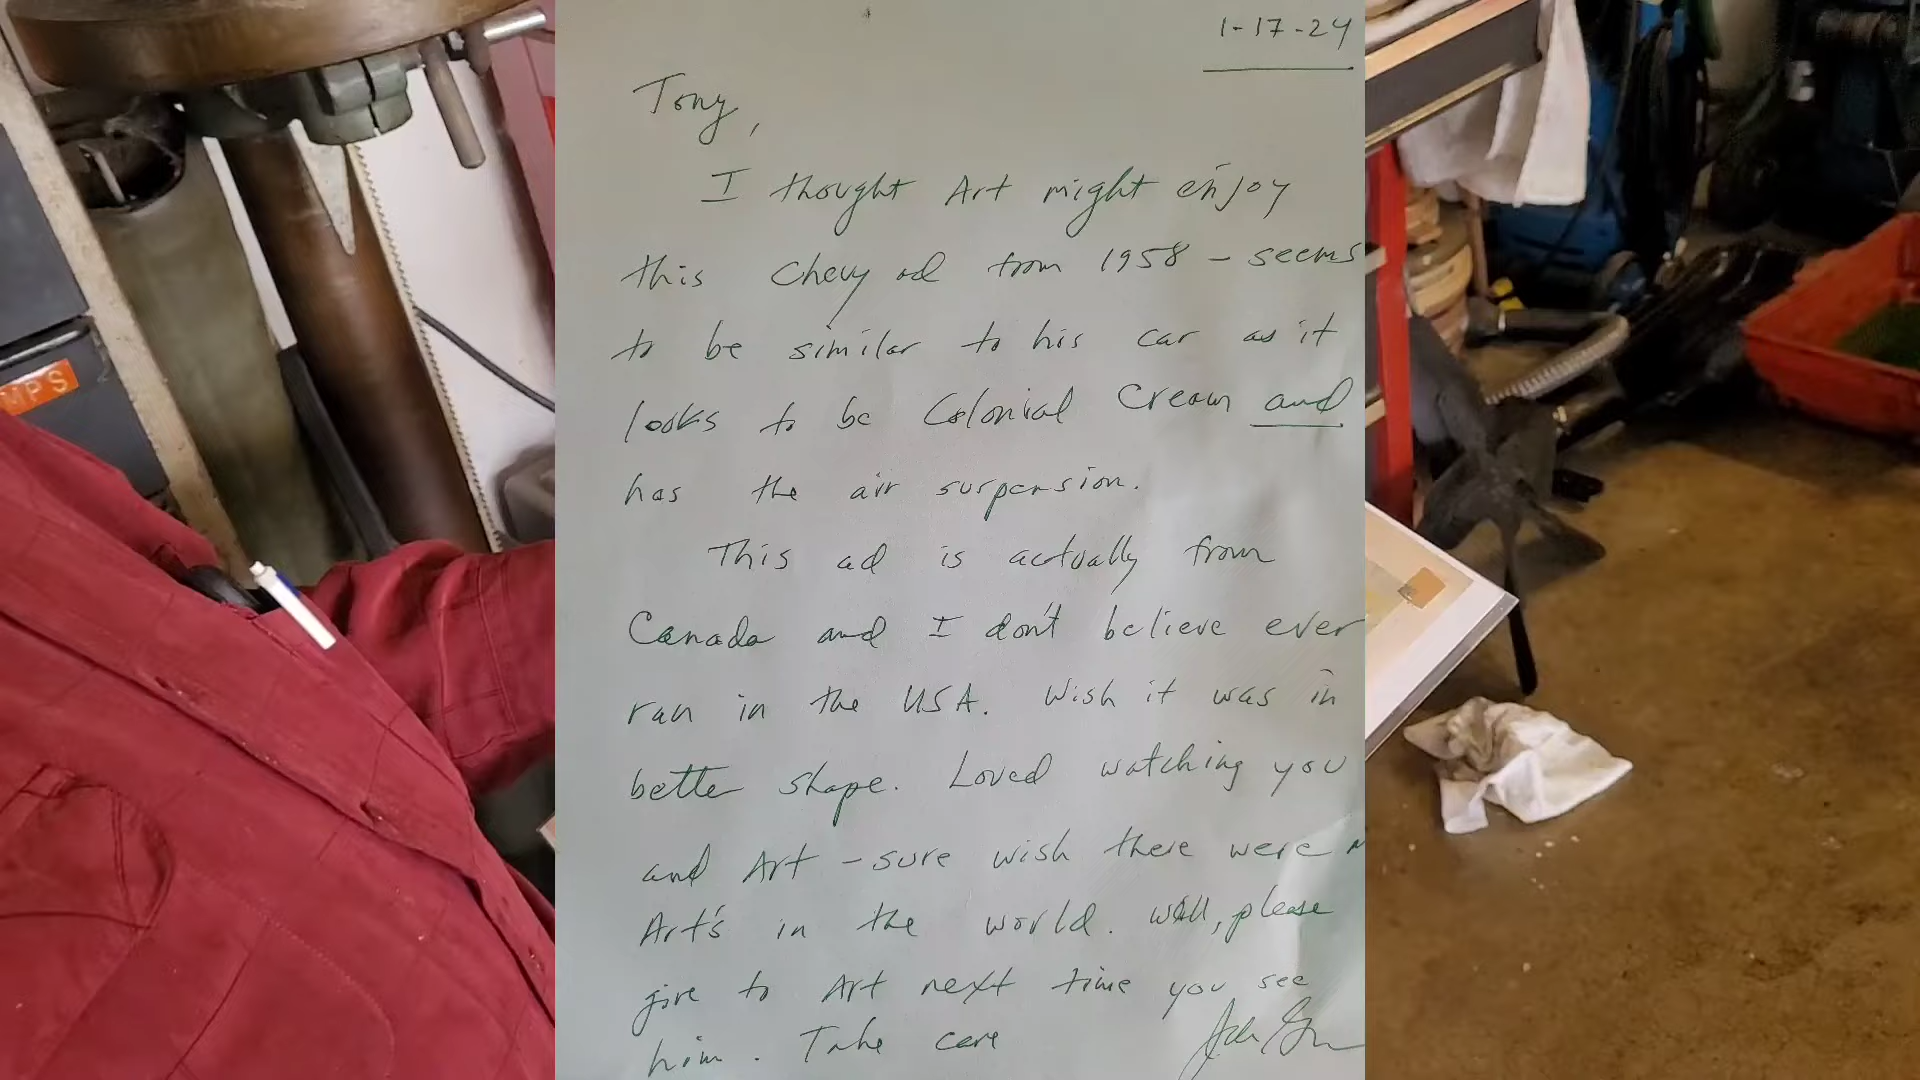 MPS
1-17-24
Tony,
I thought Art might enjoy
this Chevy ad from 1958 - seems
to be similar to his car as it
looks to be Colonial Cream and
has the air suspension.
This ad is actually from
Canada and I don't believe ever
ran in the USA. Wish it was in
better shape. Loved watching you
and Art - sure wish there were
Art's in the world. Well, please
give to Art next time you see
him. Take care